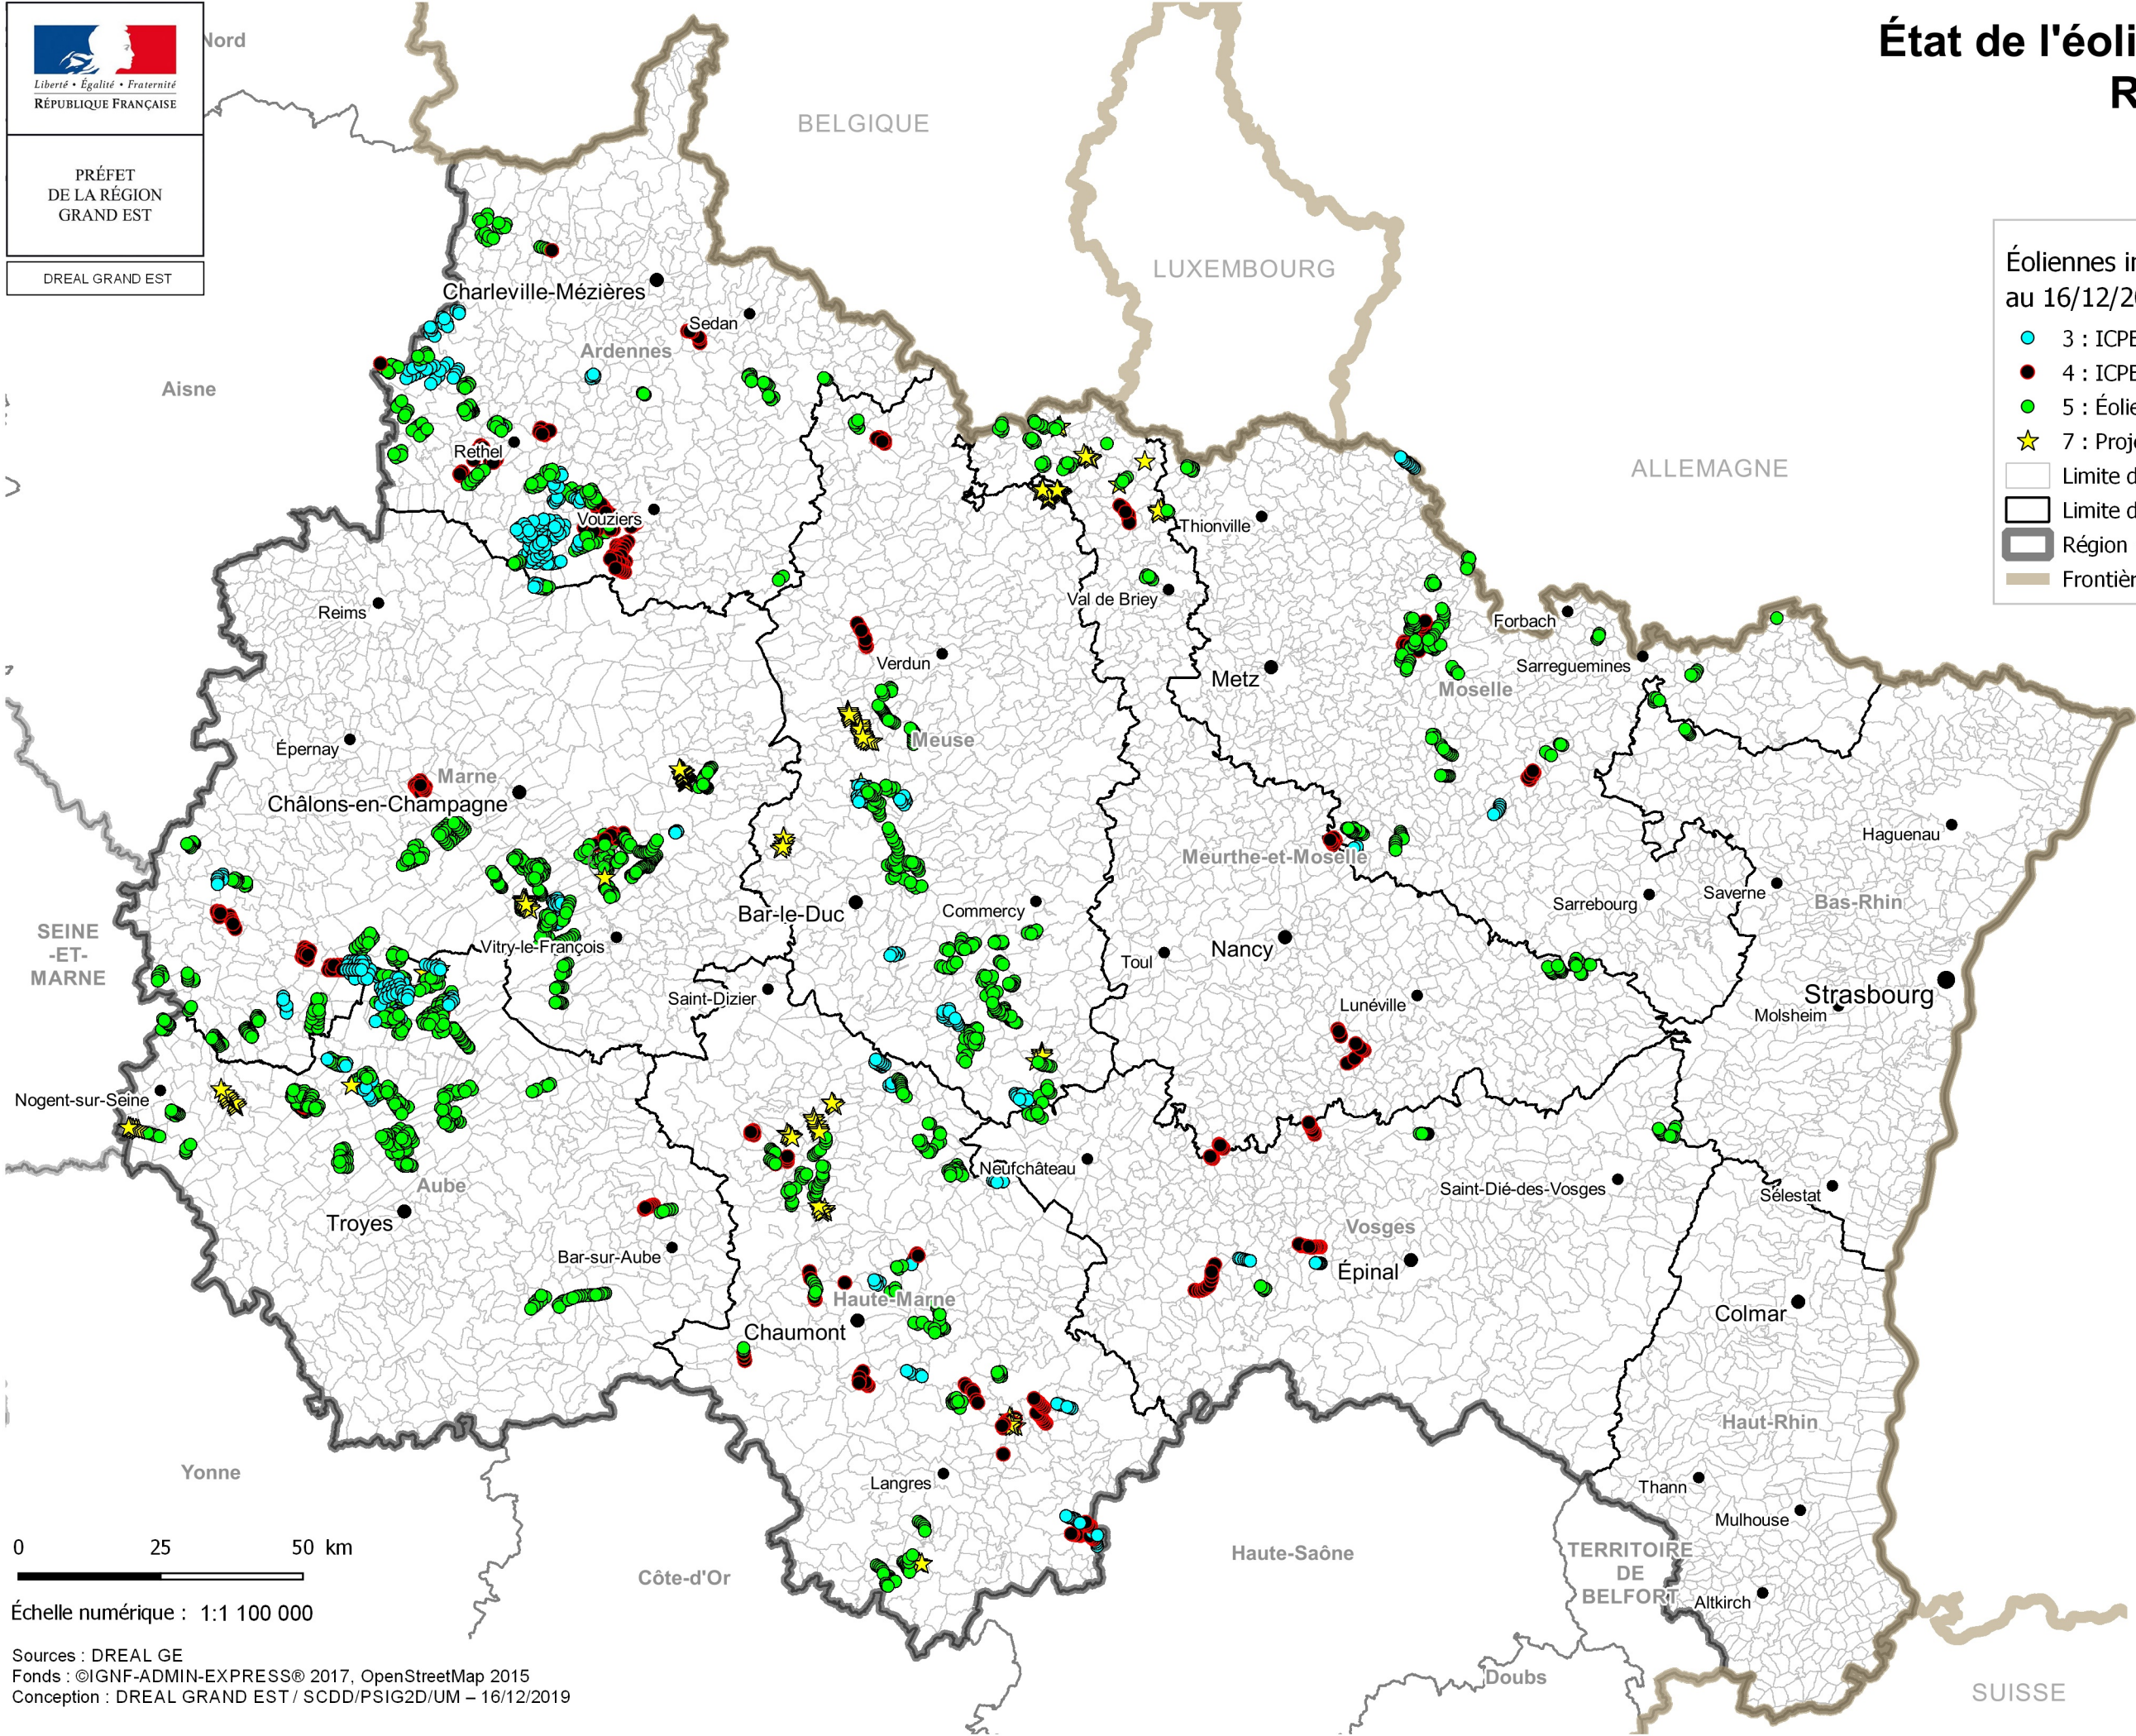 Liberté • Égalité • Fraternité
RÉPUBLIQUE FRANÇAISE
PRÉFET
DE LA RÉGION
GRAND EST
DREAL GRAND EST
État de l'éoli
R
Éoliennes in
au 16/12/20
3 : ICPE
4 : ICPE
5 : Éolie
7 : Proje
Limite d
Limite d
Région
Frontièr
Nord
BELGIQUE
LUXEMBOURG
ALLEMAGNE
Charleville-Mézières
Sedan
Ardennes
Aisne
Rethel
Vouziers
Thionville
Reims
Val de Briey
Forbach
Verdun
Sarreguemines
Metz
Moselle
Épernay
Meuse
Marne
Châlons-en-Champagne
Haguenau
Meurthe-et-Moselle
Saverne
Sarrebourg
Bas-Rhin
Bar-le-Duc
Commercy
SEINE
-ET-
MARNE
Vitry-le-François
Nancy
Toul
Saint-Dizier
Lunéville
Strasbourg
Molsheim
Nogent-sur-Seine
Neufchâteau
Aube
Saint-Dié-des-Vosges
Sélestat
Troyes
Vosges
Bar-sur-Aube
Épinal
Haute-Marne
Colmar
Chaumont
Haut-Rhin
Yonne
Langres
Thann
Mulhouse
0 25 50 km
Haute-Saône
TERRITOIRE
DE
BELFORT
Côte-d'Or
Altkirch
Échelle numérique : 1:1 100 000
Sources : DREAL GE
Fonds : ©IGNF-ADMIN-EXPRESS® 2017, OpenStreetMap 2015
Conception : DREAL GRAND EST / SCDD/PSIG2D/UM – 16/12/2019
Doubs
SUISSE